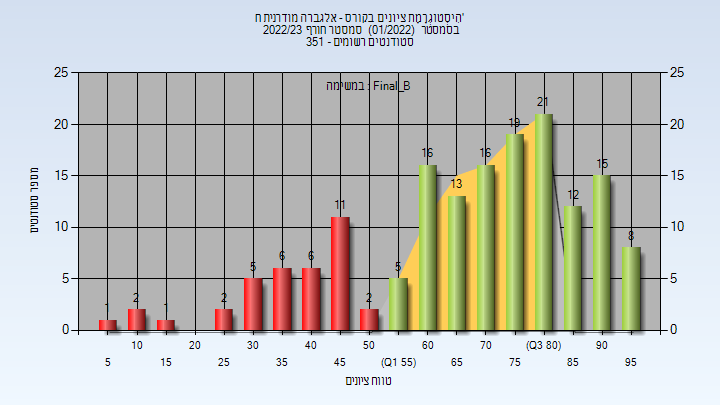 היסטוגרמת ציונים בקורס - אלגברה מודרנית ח'
בסמסטר (01/2022) סמסטר חורף 2022/23
סטודנטים רשומים - 351
במשימה : Final_B
מספר סטודנטים
25 20 15 10 5 0
25 20 15 10 5 0
1 2 1 2 5 6 6 11 2 5 16 13 16 19 21 12 15 8
10 20 30 40 50 60 70 (Q3 80) 90
5 15 25 35 45 (Q1 55) 65 75 85 95
טווח ציונים